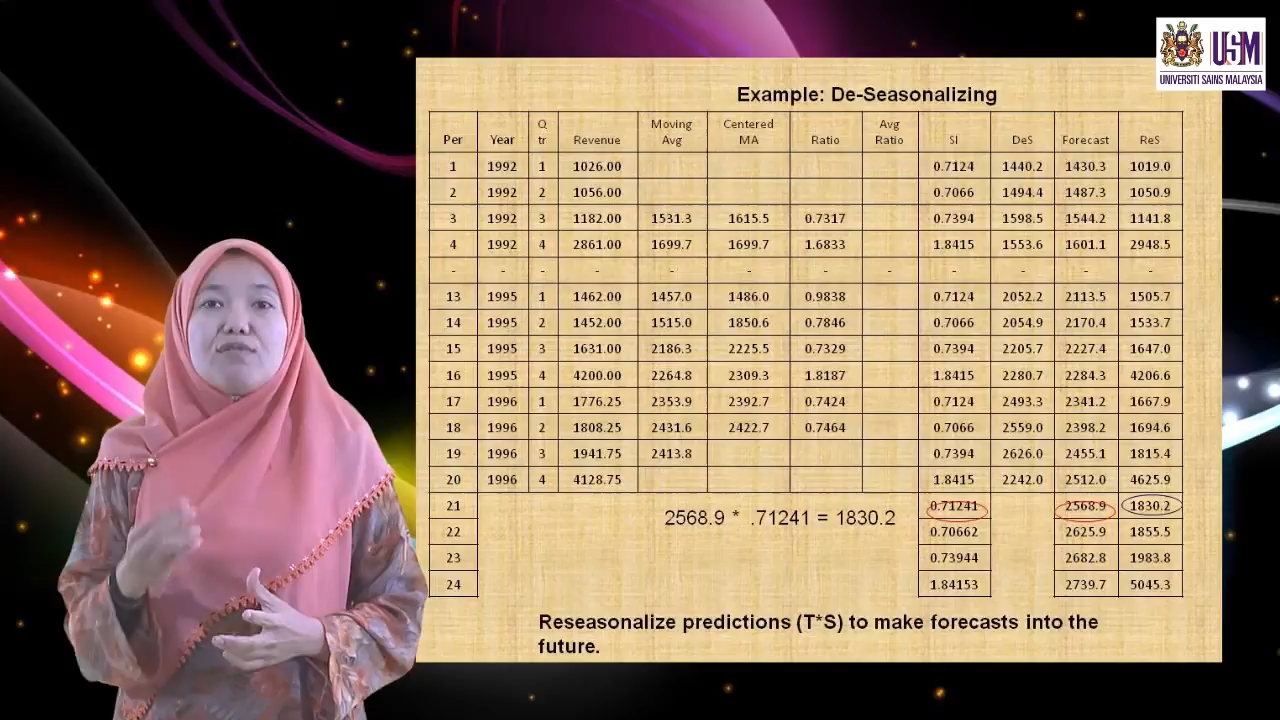 USM
UNIVERSITI SAINS MALAYSIA
Example: De-Seasonalizing
Per Year Q tr Revenue Moving Avg Centered MA Ratio Avg Ratio SI DeS Forecast ReS
1 1992 1 1026.00 0.7124 1440.2 1430.3 1019.0
2 1992 2 1056.00 0.7066 1494.4 1487.3 1050.9
3 1992 3 1182.00 1531.3 1615.5 0.7317 0.7394 1598.5 1544.2 1141.8
4 1992 4 2861.00 1699.7 1699.7 1.6833 1.8415 1553.6 1601.1 2948.5
- - - - - - - - - - - -
13 1995 1 1462.00 1457.0 1486.0 0.9838 0.7124 2052.2 2113.5 1505.7
14 1995 2 1452.00 1515.0 1850.6 0.7846 0.7066 2054.9 2170.4 1533.7
15 1995 3 1631.00 2186.3 2225.5 0.7329 0.7394 2205.7 2227.4 1647.0
16 1995 4 4200.00 2264.8 2309.3 1.8187 1.8415 2280.7 2284.3 4206.6
17 1996 1 1776.25 2353.9 2392.7 0.7424 0.7124 2493.3 2341.2 1667.9
18 1996 2 1808.25 2431.6 2422.7 0.7464 0.7066 2559.0 2398.2 1694.6
19 1996 3 1941.75 2413.8 0.7394 2626.0 2455.1 1815.4
20 1996 4 4128.75 1.8415 2242.0 2512.0 4625.9
21 2568.9 * .71241 = 1830.2 0.71241 2568.9 1830.2
22 0.70662 2625.9 1855.5
23 0.73944 2682.8 1983.8
24 1.84153 2739.7 5045.3
Reseasonalize predictions (T*S) to make forecasts into the
future.